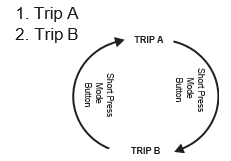 1. Trip A
2. Trip B
TRIP A
Short Press
Mode
Button
Short Press
Mode
Button
TRIP B